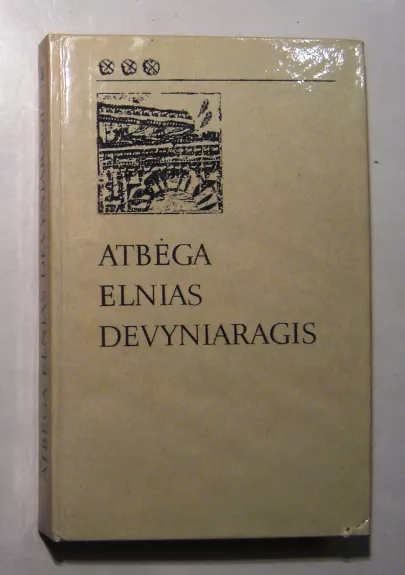 ATBĖGA
ELNIAS
DEVYNIARAGIS
ATBĖGA ELNIAS DEVYNIARAGIS